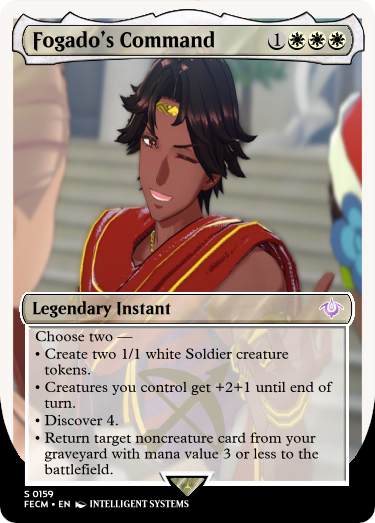 Fogado's Command 1
Legendary Instant
Choose two —
• Create two 1/1 white Soldier creature
tokens.
• Creatures you control get +2+1 until end of
turn.
• Discover 4.
• Return target noncreature card from your
graveyard with mana value 3 or less to the
battlefield.
S 0159
FECM • EN INTELLIGENT SYSTEMS